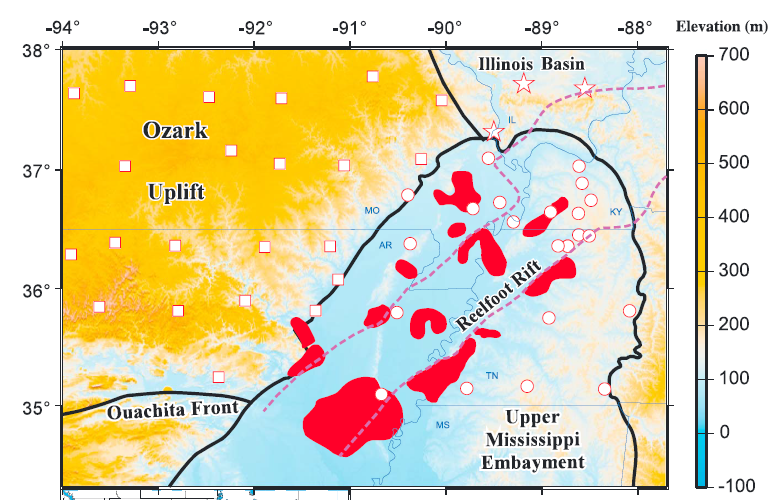 -94° -93° -92° -91° -90° -89° -88°
Elevation (m)
38°
37°
36°
35°
Illinois Basin
IL
Ozark
Uplift
MO
AR
KY
Reelfoot Rift
TN
MS
Ouachita Front
Upper
Mississippi
Embayment
700
600
500
400
300
200
100
0
-100